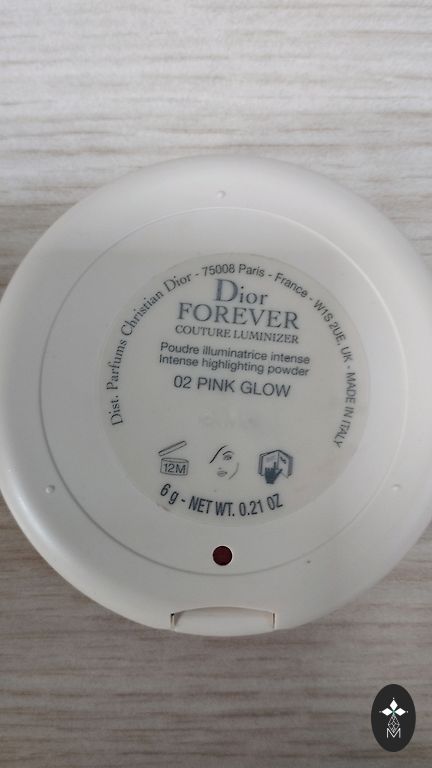 Dist. Parfums Christian Dior - 75008 Paris - France - W1S 2UE, UK - MADE IN ITALY
Dior
FOREVER
COUTURE LUMINIZER
Poudre illuminatrice intense
Intense highlighting powder
02 PINK GLOW
12M
6 g - NET WT. 0.21 OZ
M